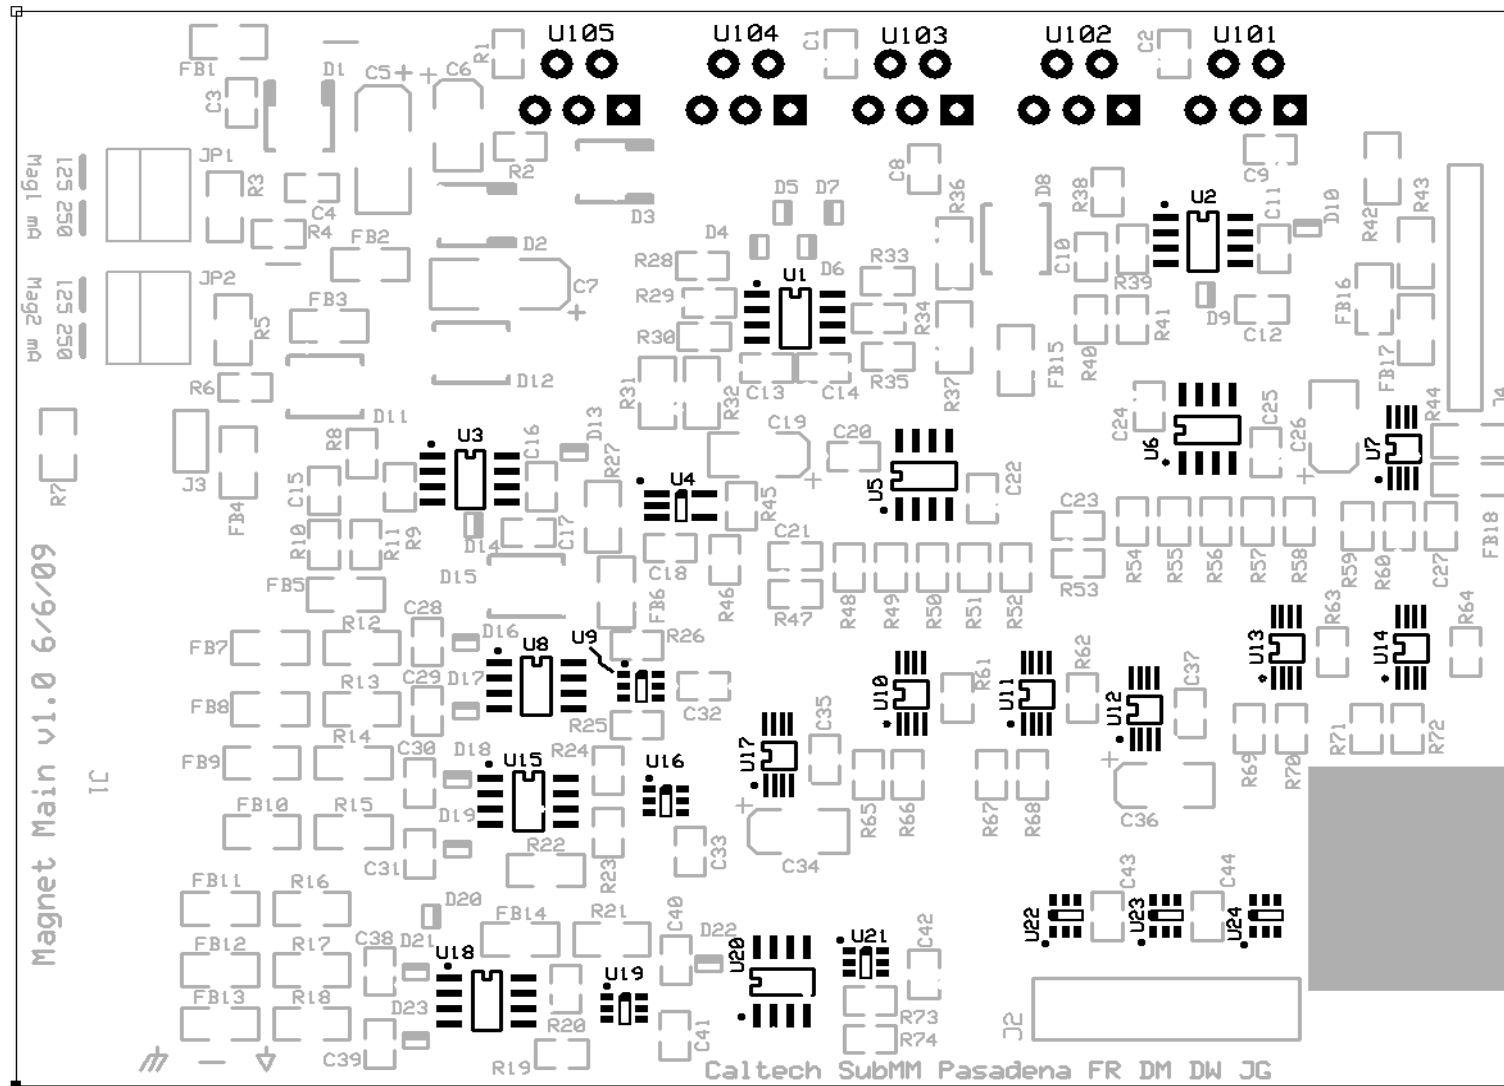 U105 U104 C1 U103 U102 C2 U101
FB1 D1 C5 + + C6 R1
C3
JP1 R2 C8 C9
Mag1 mA 125 250 R3 C4 D3 D5 D7 R36 D8 R38 U2 C11 D10 R42 R43
R4 FB2 D2 D4 C10
JP2 R28 U1 D6 R33 R39
Mag2 mA 125 250 FB3 C7 + R29 R34 D9 FB16
R5 R30 R41 C12
R6 D12 R31 R32 C13 C14 R35 R37 FB15 R40 FB17
D11 D13 C19 C24 C25 C26 R44 J4
R8 U3 C16 R27 C20 U6 U7
R7 J3 FB4 C15 U4 + U5 C22 +
R10 R11 R9 D14 C17 R45 C21 C23 FB18
FB5 D15 C18 R46 R47 R48 R49 R50 R51 R52 R53 R54 R55 R56 R57 R58 R59 R60 C27
R12 C28 D16 U8 U9 FB6 R26 R63 R64
FB7 U13 U14
R13 C29 D17 C32 U10 R61 U11 R62 U12 C37
FB8 R25
R14 C30 D18 U15 R24 U16 U17 C35 R69 R70 R71 R72
FB9 +
J1 FB10 R15 D19 + R65 R66 R67 R68 C36
C31 R22 R23 C33 C34
FB11 R16 D20 C43 C44
FB12 R17 C38 D21 FB14 R21 C40 D22 U21 C42 U22 U23 U24
U18 U19 U20
FB13 R18 D23 R73 J2
C39 R19 R20 C41 R74
Magnet Main v1.0 6/6/09
Caltech SubMM Pasadena FR DM DW JG